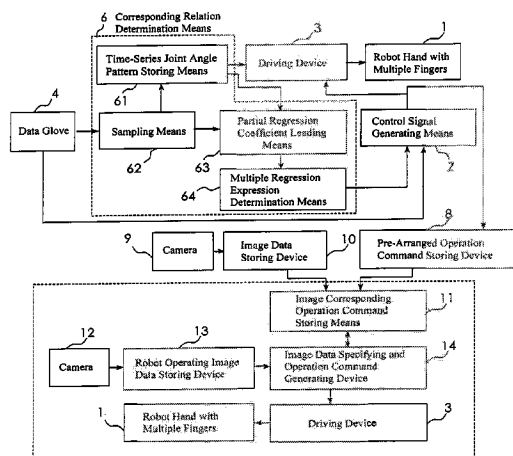 6
Corresponding Relation
Determination Means
3
1
Time-Series Joint Angle
Pattern Storing Means
Driving Device
Robot Hand with
Multiple Fingers
4
61
Data Glove
Sampling Means
Partial Regression
Coefficient Leading
Means
Control Signal
Generating Means
62
63
7
64
Multiple Regression
Expression
Determination Means
8
9
10
Camera
Image Data
Storing Device
Pre-Arranged Operation
Command Storing Device
11
Image Corresponding
Operation Command
Storing Means
12
13
14
Camera
Robot Operating Image
Data Storing Device
Image Data Specifying and
Operation Command
Generating Device
1
Robot Hand with
Multiple Fingers
Driving Device
3